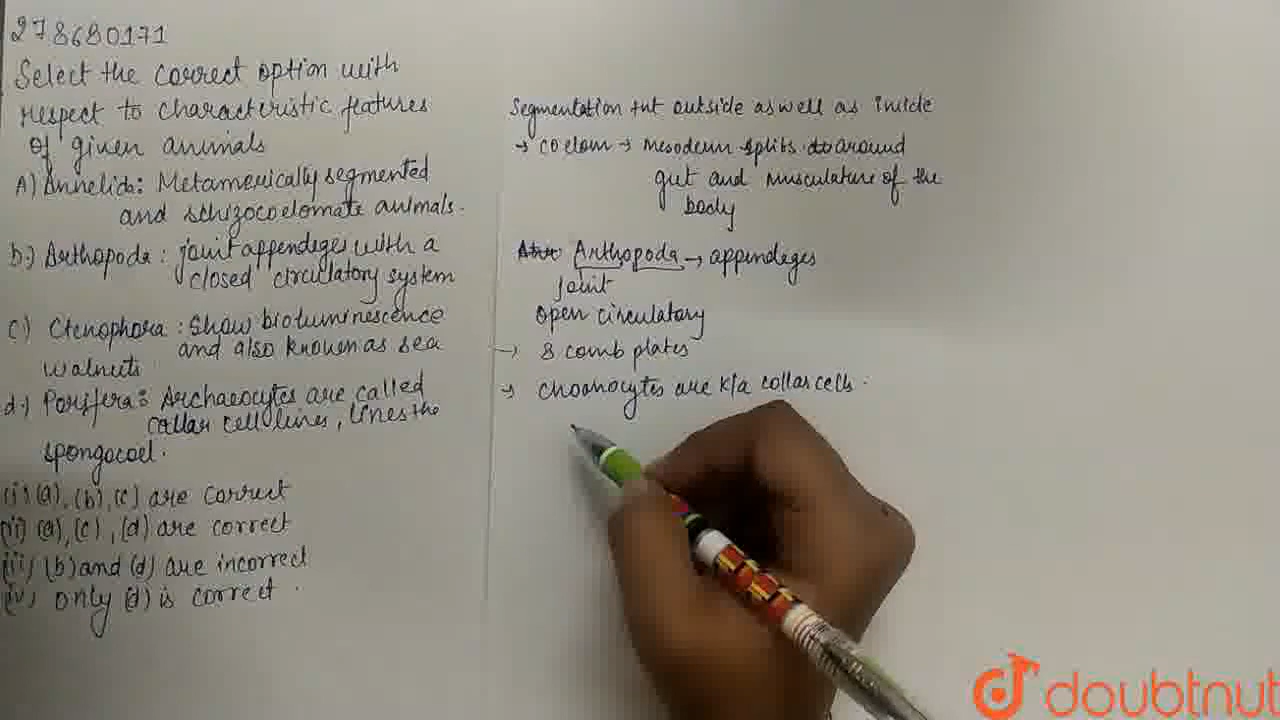 278680171
Select the correct option with
respect to characteristic features
of given animals
A) Annelida: Metamerically segmented
and schizocoelomate animals.
b.) Arthopoda: joint appendeges with a
closed circulatory system
c) Ctenophora: Show bioluminescence
and also known as sea
walnuts
d.) Porifera: Archaeocytes are called
collar cell lines, lines the
spongocoel.
(i) (a), (b), (c) are correct
(ii) (a), (c), (d) are correct
(iii) (b) and (d) are incorrect
(iv) only (d) is correct.
Segmentation tnt outside as well as inside
→ coelom → Mesoderm splits around
gut and musculature of the
body
Arthopoda → appendeges
joint
open circulatory
→ 8 comb plates
→ Choanocytes are k/a collar cells.
doubtnut